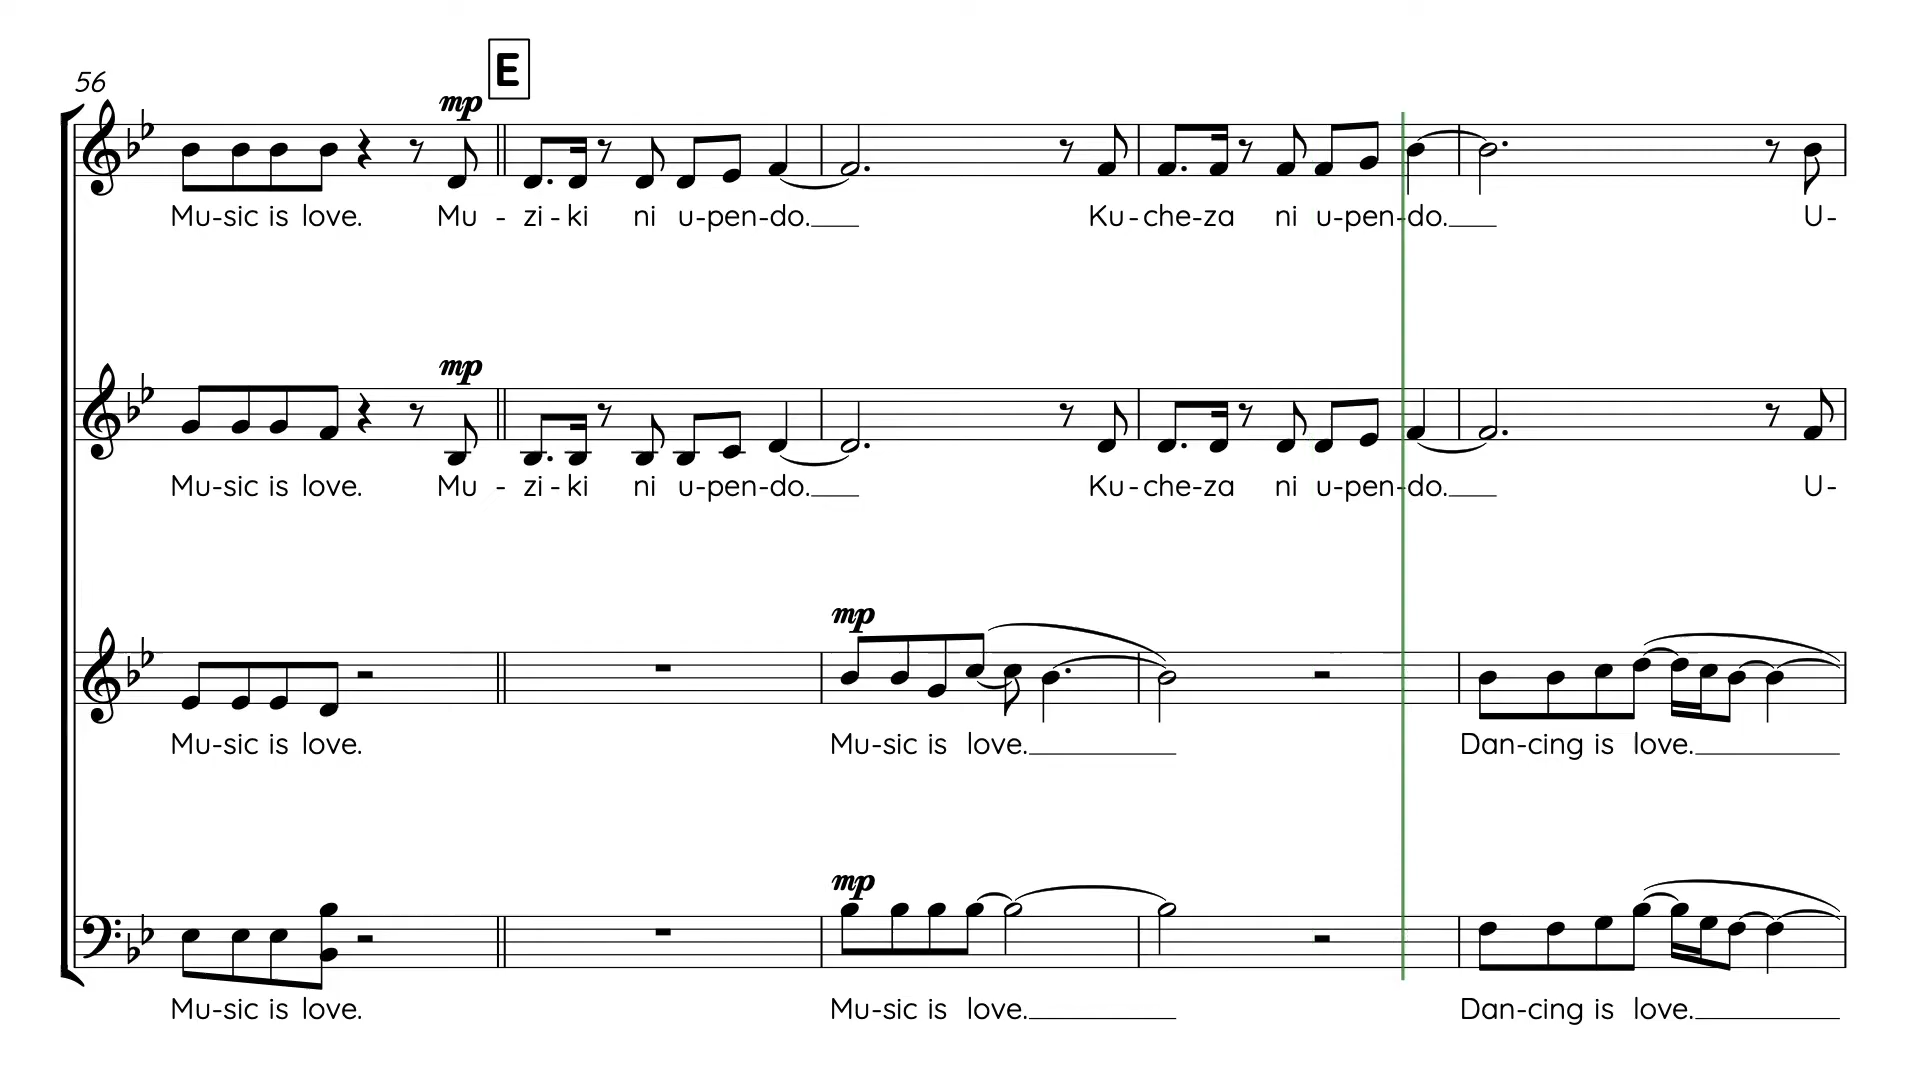 E
56
mp
Mu-sic is love. Mu - zi - ki ni u-pen-do. Ku-che-za ni u-pen-do. U-
mp
Mu-sic is love. Mu - zi - ki ni u-pen-do. Ku-che-za ni u-pen-do. U-
mp
Mu-sic is love. Mu-sic is love. Dan-cing is love.
mp
Mu-sic is love. Mu-sic is love. Dan-cing is love.